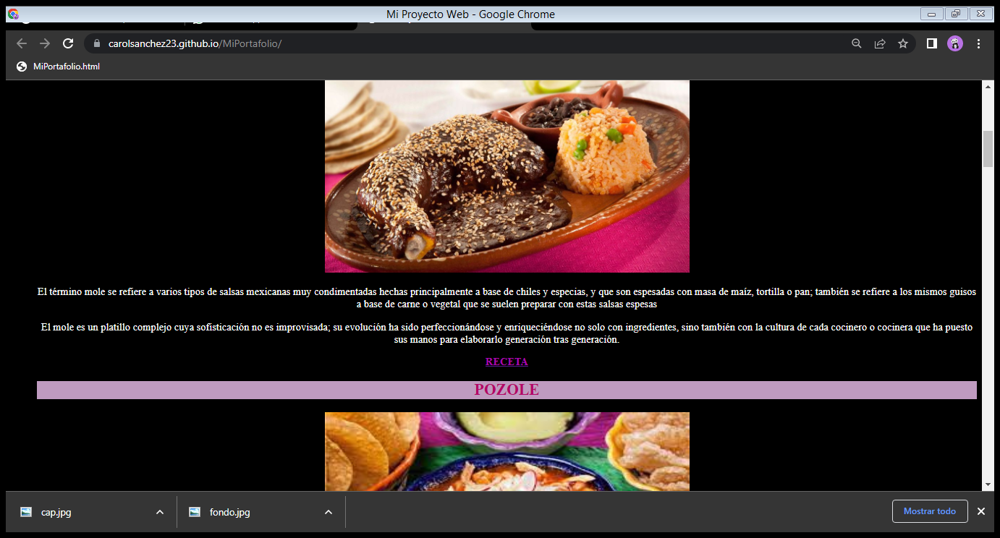 Mi Proyecto Web - Google Chrome
carolsanchez23.github.io/MiPortafolio/
MiPortafolio.html
El término mole se refiere a varios tipos de salsas mexicanas muy condimentadas hechas principalmente a base de chiles y especias, y que son espesadas con masa de maíz, tortilla o pan; también se refiere a los mismos guisos
a base de carne o vegetal que se suelen preparar con estas salsas espesas
El mole es un platillo complejo cuya sofisticación no es improvisada; su evolución ha sido perfeccionándose y enriqueciéndose no solo con ingredientes, sino también con la cultura de cada cocinero o cocinera que ha puesto
sus manos para elaborarlo generación tras generación.
RECETA
POZOLE
cap.jpg
fondo.jpg
Mostrar todo